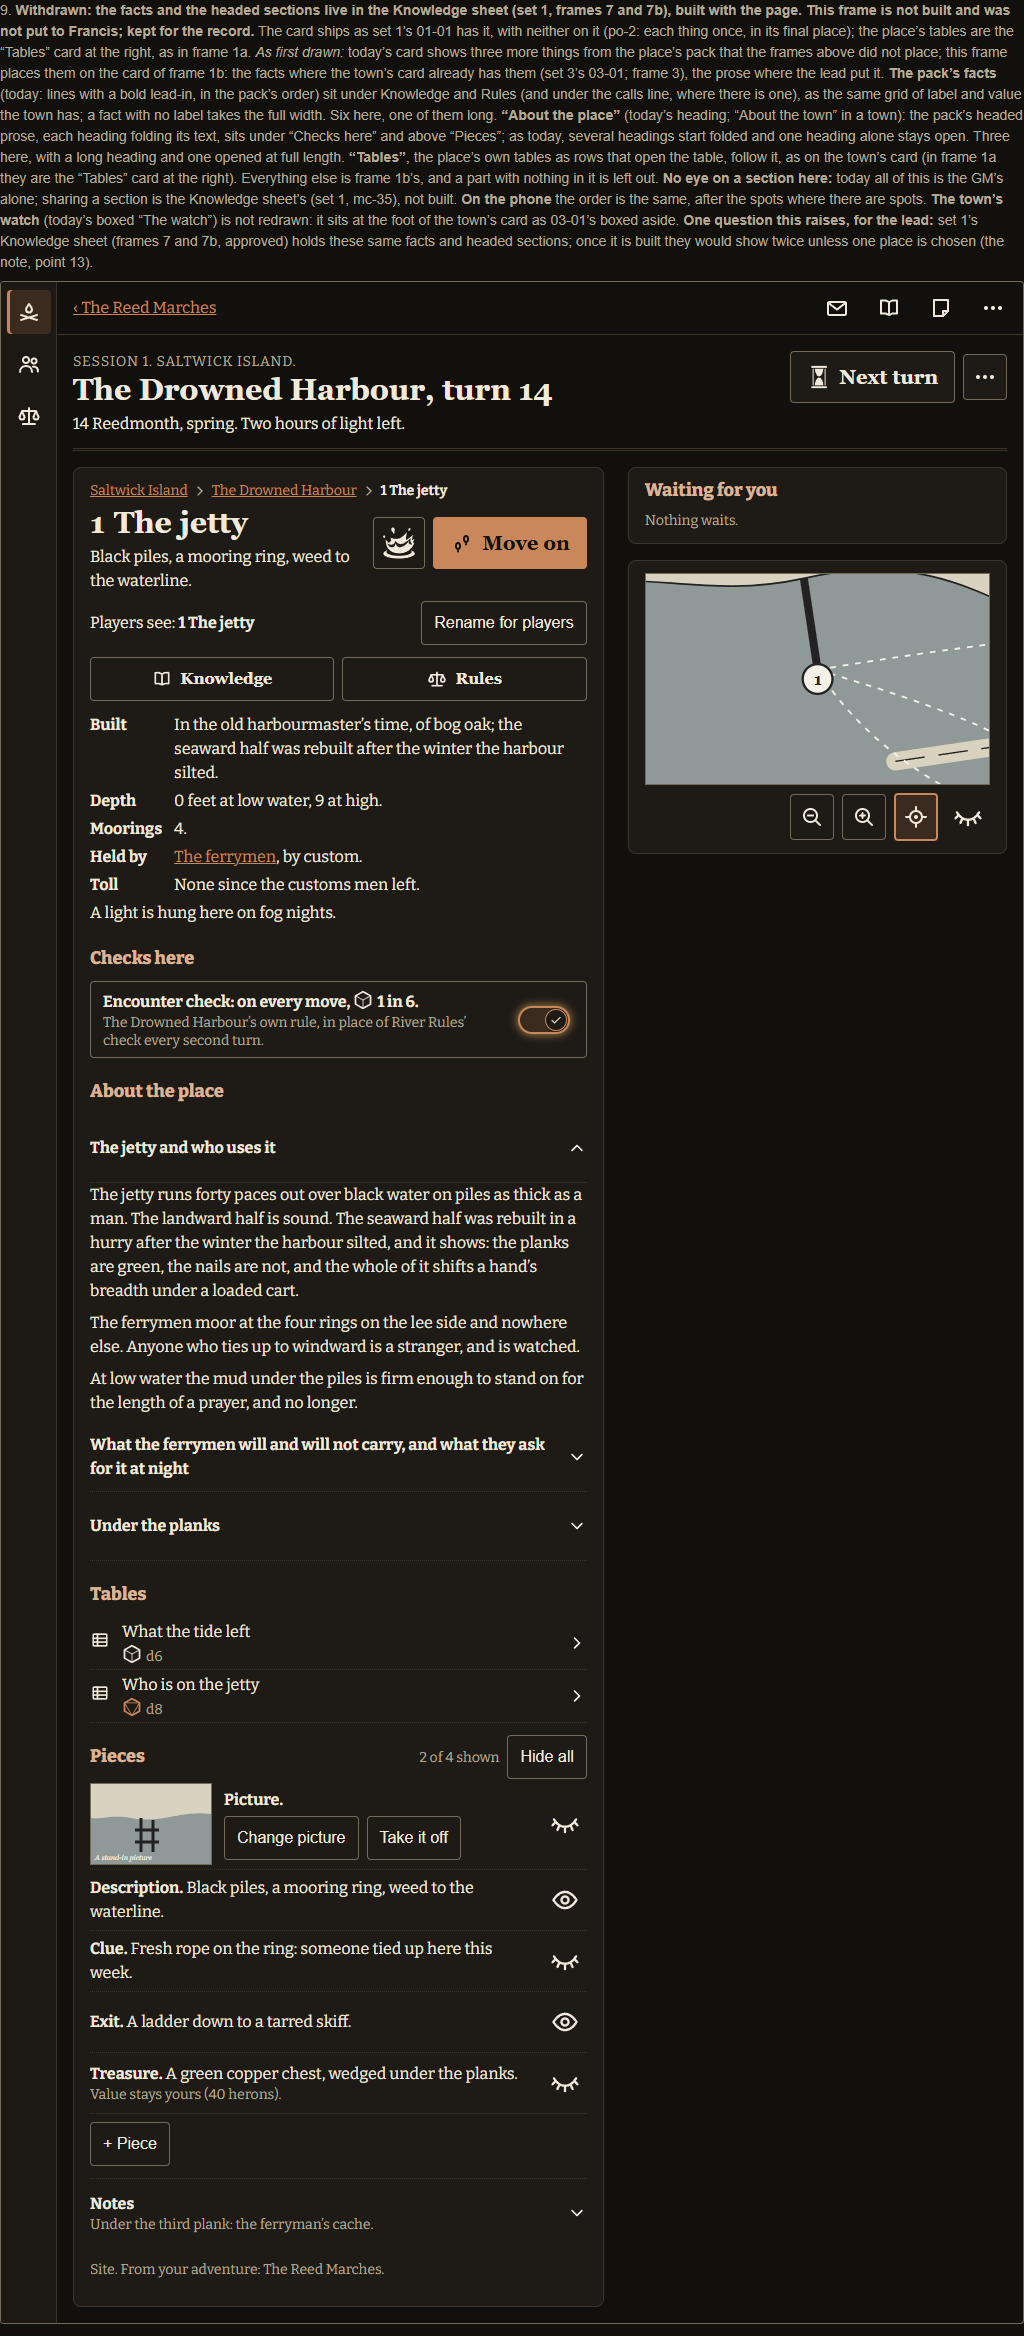 9. Withdrawn: the facts and the headed sections live in the Knowledge sheet (set 1, frames 7 and 7b), built with the page. This frame is not built and was
not put to Francis; kept for the record. The card ships as set 1's 01-01 has it, with neither on it (po-2: each thing once, in its final place); the place's tables are the
“Tables” card at the right, as in frame 1a. As first drawn: today's card shows three more things from the place's pack that the frames above did not place; this frame
places them on the card of frame 1b: the facts where the town's card already has them (set 3's 03-01; frame 3), the prose where the lead put it. The pack's facts
(today: lines with a bold lead-in, in the pack's order) sit under Knowledge and Rules (and under the calls line, where there is one), as the same grid of label and value
the town has; a fact with no label takes the full width. Six here, one of them long. “About the place” (today's heading; “About the town” in a town): the pack's headed
prose, each heading folding its text, sits under “Checks here” and above “Pieces”: as today, several headings start folded and one heading alone stays open. Three
here, with a long heading and one opened at full length. “Tables”, the place's own tables as rows that open the table, follow it, as on the town's card (in frame 1a
they are the “Tables” card at the right). Everything else is frame 1b's, and a part with nothing in it is left out. No eye on a section here: today all of this is the GM's
alone; sharing a section is the Knowledge sheet's (set 1, mc-35), not built. On the phone the order is the same, after the spots where there are spots. The town's
watch (today's boxed “The watch”) is not redrawn: it sits at the foot of the town's card as 03-01's boxed aside. One question this raises, for the lead: set 1's
Knowledge sheet (frames 7 and 7b, approved) holds these same facts and headed sections; once it is built they would show twice unless one place is chosen (the
note, point 13).
‹ The Reed Marches
SESSION 1. SALTWICK ISLAND.
The Drowned Harbour, turn 14
14 Reedmonth, spring. Two hours of light left.
Next turn
Saltwick Island > The Drowned Harbour > 1 The jetty
1 The jetty
Black piles, a mooring ring, weed to
the waterline.
Move on
Players see: 1 The jetty
Rename for players
Knowledge
Rules
Built In the old harbourmaster's time, of bog oak; the
seaward half was rebuilt after the winter the harbour
silted.
Depth 0 feet at low water, 9 at high.
Moorings 4.
Held by The ferrymen, by custom.
Toll None since the customs men left.
A light is hung here on fog nights.
Checks here
Encounter check: on every move, 1 in 6.
The Drowned Harbour's own rule, in place of River Rules'
check every second turn.
About the place
The jetty and who uses it
The jetty runs forty paces out over black water on piles as thick as a
man. The landward half is sound. The seaward half was rebuilt in a
hurry after the winter the harbour silted, and it shows: the planks
are green, the nails are not, and the whole of it shifts a hand's
breadth under a loaded cart.
The ferrymen moor at the four rings on the lee side and nowhere
else. Anyone who ties up to windward is a stranger, and is watched.
At low water the mud under the piles is firm enough to stand on for
the length of a prayer, and no longer.
What the ferrymen will and will not carry, and what they ask
for it at night
Under the planks
Tables
What the tide left
d6
Who is on the jetty
d8
Pieces
2 of 4 shown
Hide all
A stand-in picture
Picture.
Change picture
Take it off
Description. Black piles, a mooring ring, weed to the
waterline.
Clue. Fresh rope on the ring: someone tied up here this
week.
Exit. A ladder down to a tarred skiff.
Treasure. A green copper chest, wedged under the planks.
Value stays yours (40 herons).
+ Piece
Notes
Under the third plank: the ferryman's cache.
Site. From your adventure: The Reed Marches.
Waiting for you
Nothing waits.
1